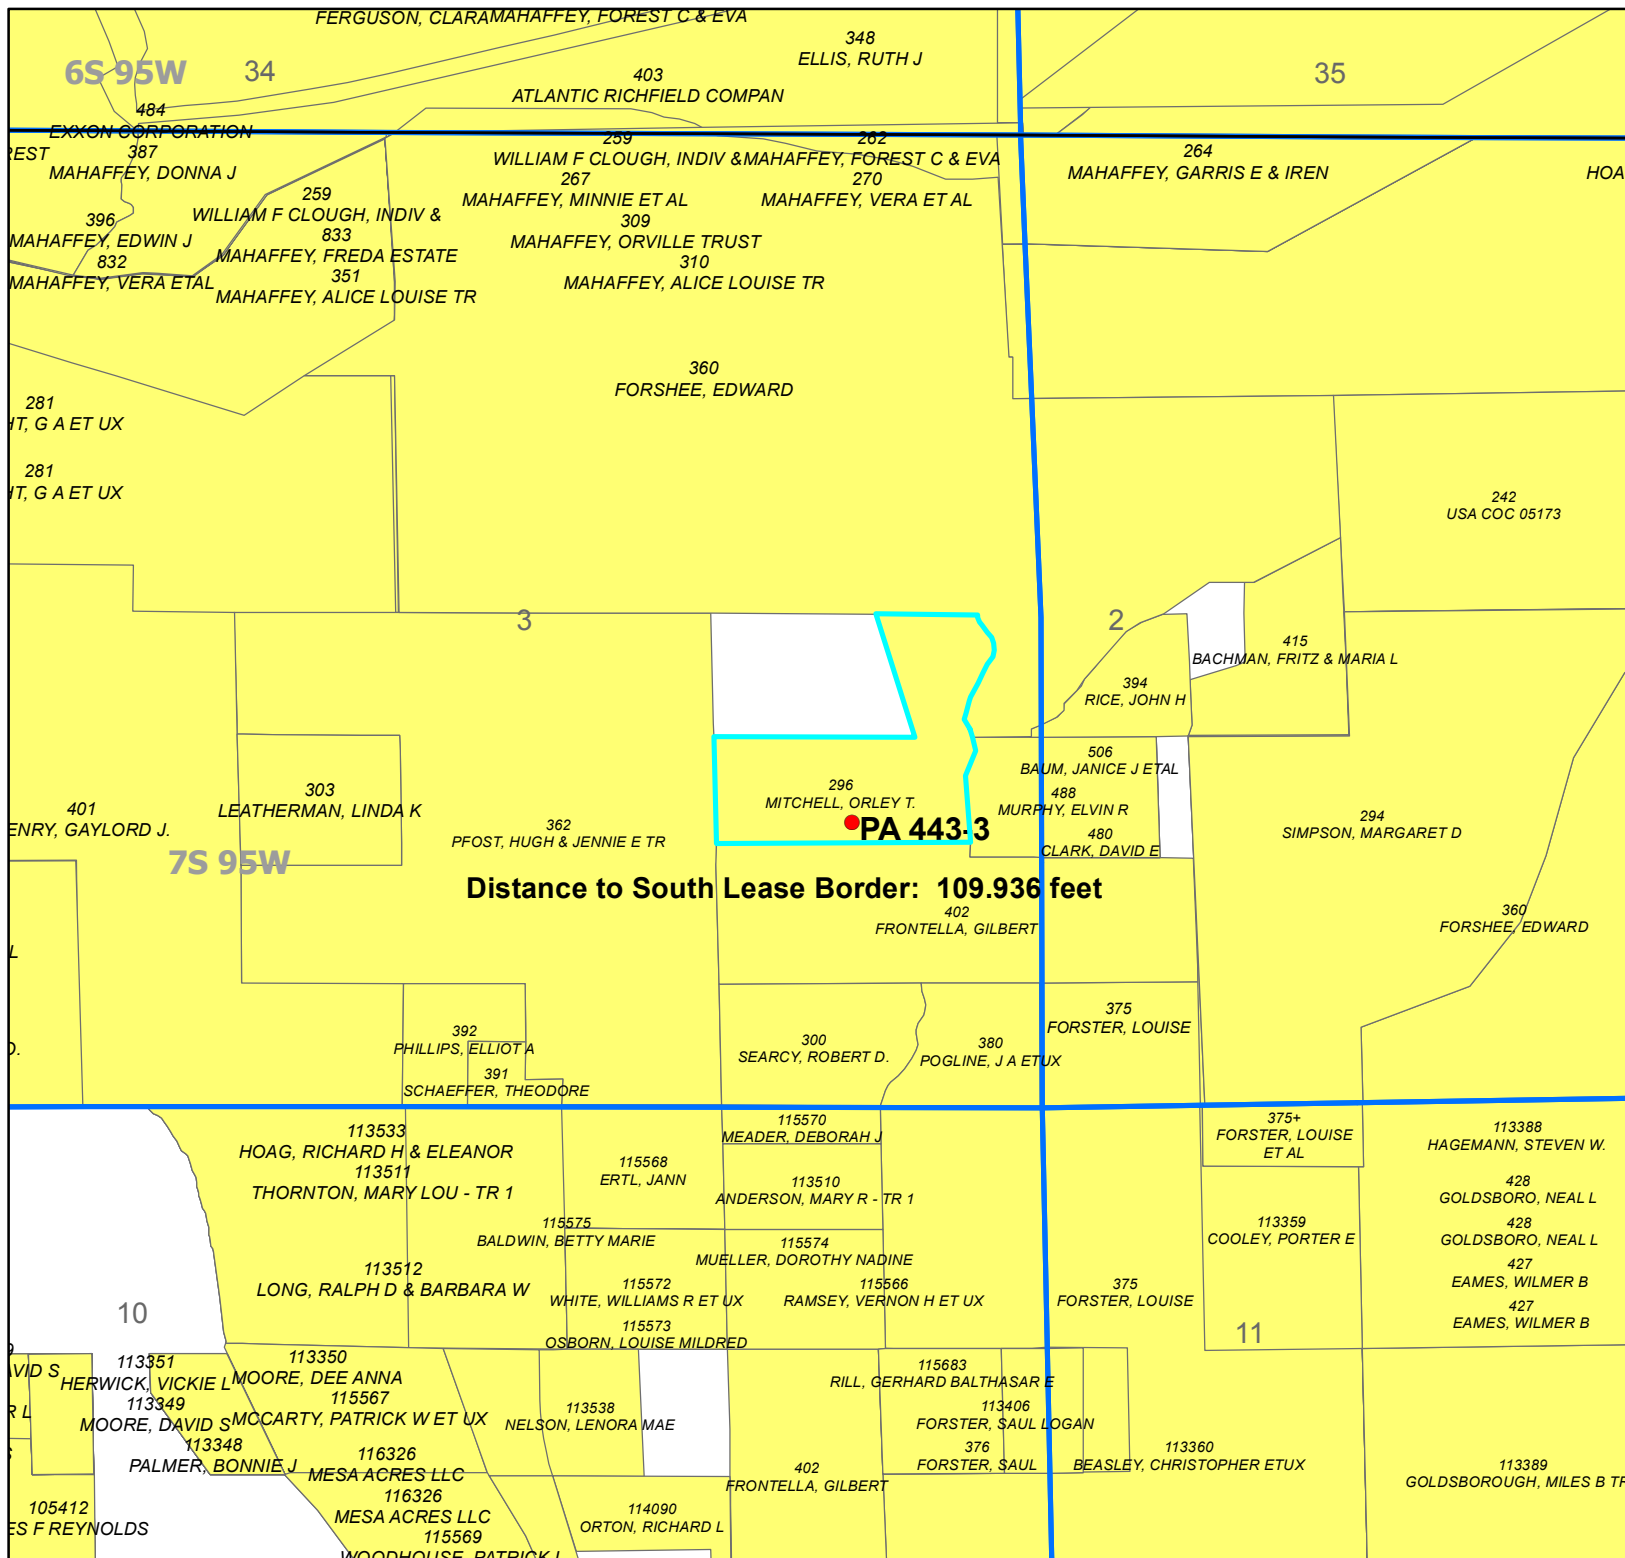 FERGUSON, CLARA
MAHAFFEY, FOREST C & EVA
348
ELLIS, RUTH J
6S 95W
34
35
403
ATLANTIC RICHFIELD COMPAN
484
EXXON CORPORATION
REST
387
MAHAFFEY, DONNA J
259
WILLIAM F CLOUGH, INDIV &
262
MAHAFFEY, FOREST C & EVA
264
MAHAFFEY, GARRIS E & IREN
HOA
267
MAHAFFEY, MINNIE ET AL
270
MAHAFFEY, VERA ET AL
259
WILLIAM F CLOUGH, INDIV &
396
MAHAFFEY, EDWIN J
309
MAHAFFEY, ORVILLE TRUST
833
MAHAFFEY, FREDA ESTATE
832
MAHAFFEY, VERA ETAL
310
MAHAFFEY, ALICE LOUISE TR
351
MAHAFFEY, ALICE LOUISE TR
360
FORSHEE, EDWARD
281
HT, G A ET UX
281
HT, G A ET UX
242
USA COC 05173
3
2
415
BACHMAN, FRITZ & MARIA L
394
RICE, JOHN H
506
BAUM, JANICE J ETAL
303
LEATHERMAN, LINDA K
296
MITCHELL, ORLEY T.
488
MURPHY, ELVIN R
401
ENRY, GAYLORD J.
362
PFOST, HUGH & JENNIE E TR
PA 443-3
480
CLARK, DAVID E
294
SIMPSON, MARGARET D
7S 95W
Distance to South Lease Border:  109.936 feet
402
FRONTELLA, GILBERT
360
FORSHEE, EDWARD
L
375
FORSTER, LOUISE
392
PHILLIPS, ELLIOT A
300
SEARCY, ROBERT D.
380
POGLINE, J A ETUX
D.
391
SCHAEFFER, THEODORE
115570
MEADER, DEBORAH J
375+
FORSTER, LOUISE
ET AL
113388
HAGEMANN, STEVEN W.
113533
HOAG, RICHARD H & ELEANOR
113511
THORNTON, MARY LOU - TR 1
115568
ERTL, JANN
113510
ANDERSON, MARY R - TR 1
428
GOLDSBORO, NEAL L
115575
BALDWIN, BETTY MARIE
115574
MUELLER, DOROTHY NADINE
113359
COOLEY, PORTER E
428
GOLDSBORO, NEAL L
113512
LONG, RALPH D & BARBARA W
115572
WHITE, WILLIAMS R ET UX
115566
RAMSEY, VERNON H ET UX
375
FORSTER, LOUISE
427
EAMES, WILMER B
10
115573
OSBORN, LOUISE MILDRED
11
427
EAMES, WILMER B
AVID S
113351
HERWICK, VICKIE L
113350
MOORE, DEE ANNA
115683
RILL, GERHARD BALTHASAR E
R L
113349
MOORE, DAVID S
115567
MCCARTY, PATRICK W ET UX
113538
NELSON, LENORA MAE
113406
FORSTER, SAUL LOGAN
113348
PALMER, BONNIE J
116326
MESA ACRES LLC
376
FORSTER, SAUL
113360
BEASLEY, CHRISTOPHER ETUX
402
FRONTELLA, GILBERT
113389
GOLDSBOROUGH, MILES B TR
116326
MESA ACRES LLC
105412
ES F REYNOLDS
114090
ORTON, RICHARD L
115569
WOODHOUSE, PATRICK L